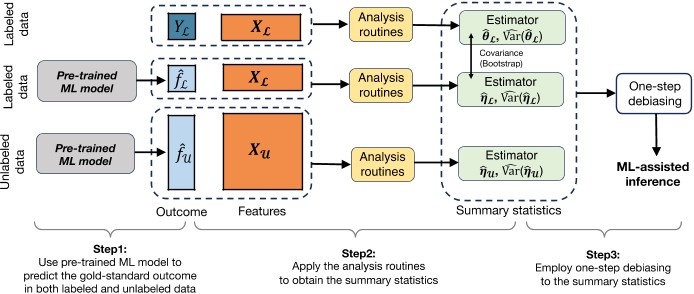 Labeled data
Y_ℒ
X_ℒ
Analysis routines
Estimator
θ̂_ℒ, V̂ar(θ̂_ℒ)
Covariance
(Bootstrap)
Labeled data
Pre-trained
ML model
f̂_ℒ
X_ℒ
Analysis routines
Estimator
η̂_ℒ, V̂ar(η̂_ℒ)
One-step
debiasing
Unlabeled data
Pre-trained
ML model
f̂_𝒰
X_𝒰
Analysis routines
Estimator
η̂_𝒰, V̂ar(η̂_𝒰)
ML-assisted
inference
Outcome
Features
Summary statistics
Step1:
Use pre-trained ML model to
predict the gold-standard outcome
in both labeled and unlabeled data
Step2:
Apply the analysis routines
to obtain the summary statistics
Step3:
Employ one-step debiasing
to the summary statistics